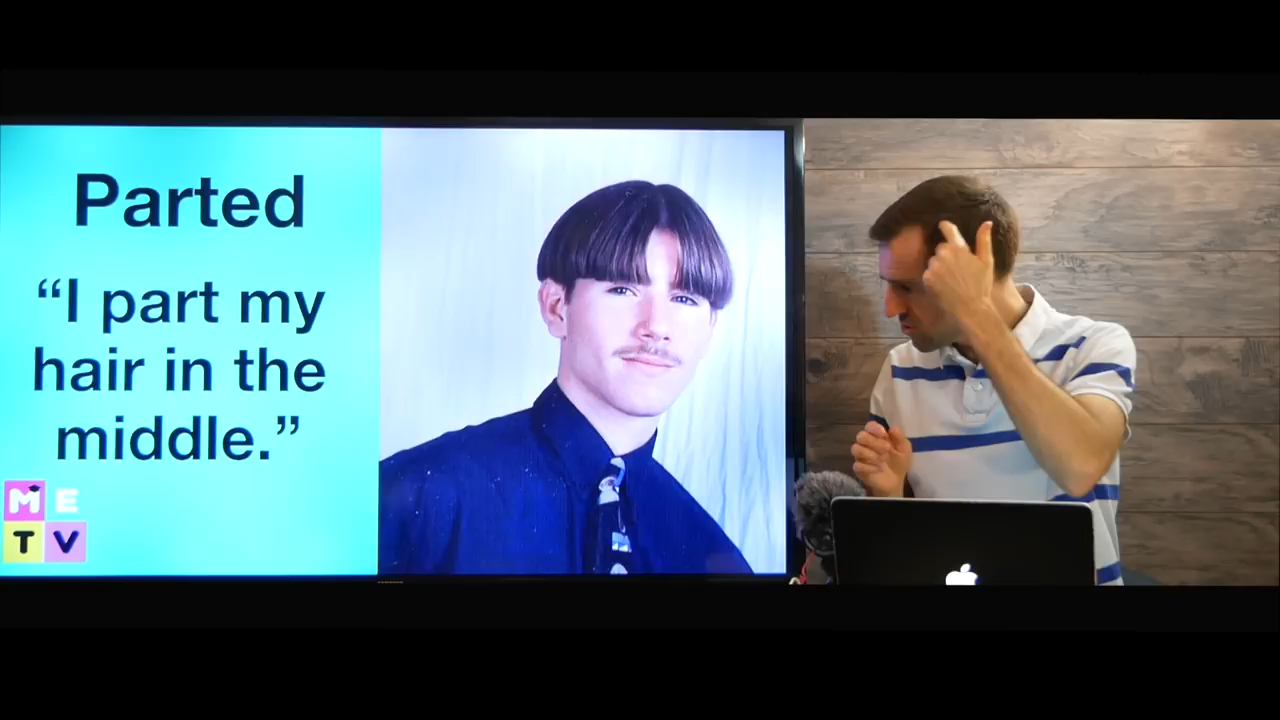 Parted
“I part my
hair in the
middle.”
M E
T V